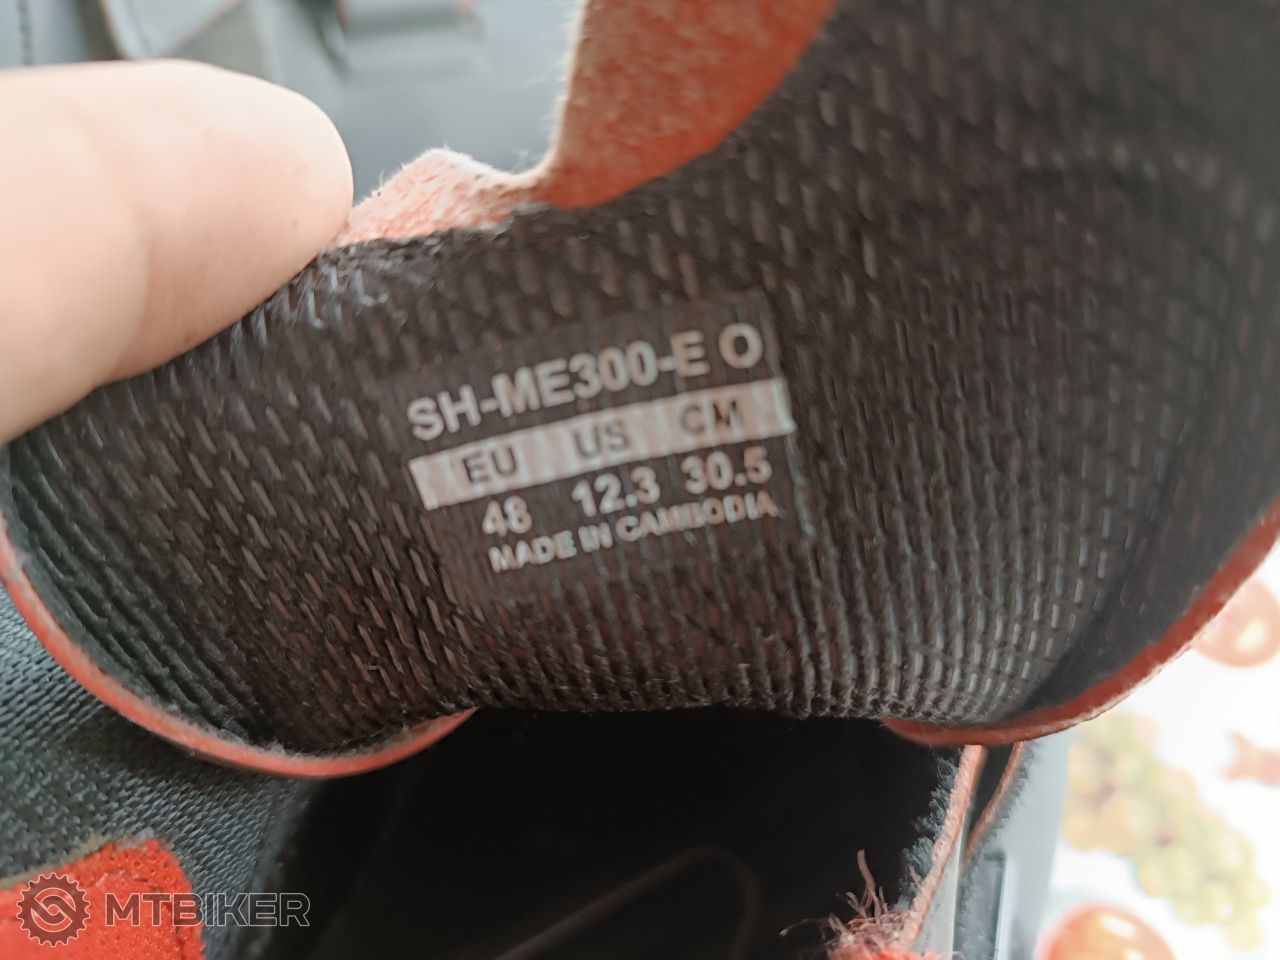 SH-ME300-E O
EU US CM
48 12.3 30.5
MADE IN CAMBODIA
MTBIKER